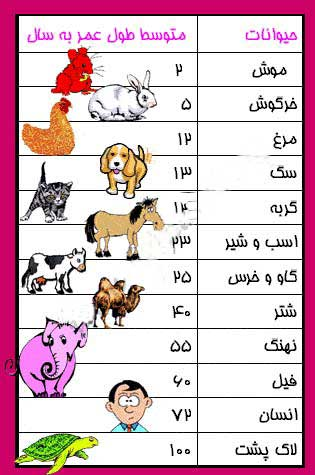 حیوانات متوسط طول عمر به سال
موش ۲
خرگوش ۵
مرغ ۱۲
سگ ۱۳
گربه
اسب و شیر ۲۳
گاو و خرس ۲۵
شتر ۴۰
نهنگ ۵۵
فیل ۶۰
انسان ۷۲
لاک پشت ۱۰۰